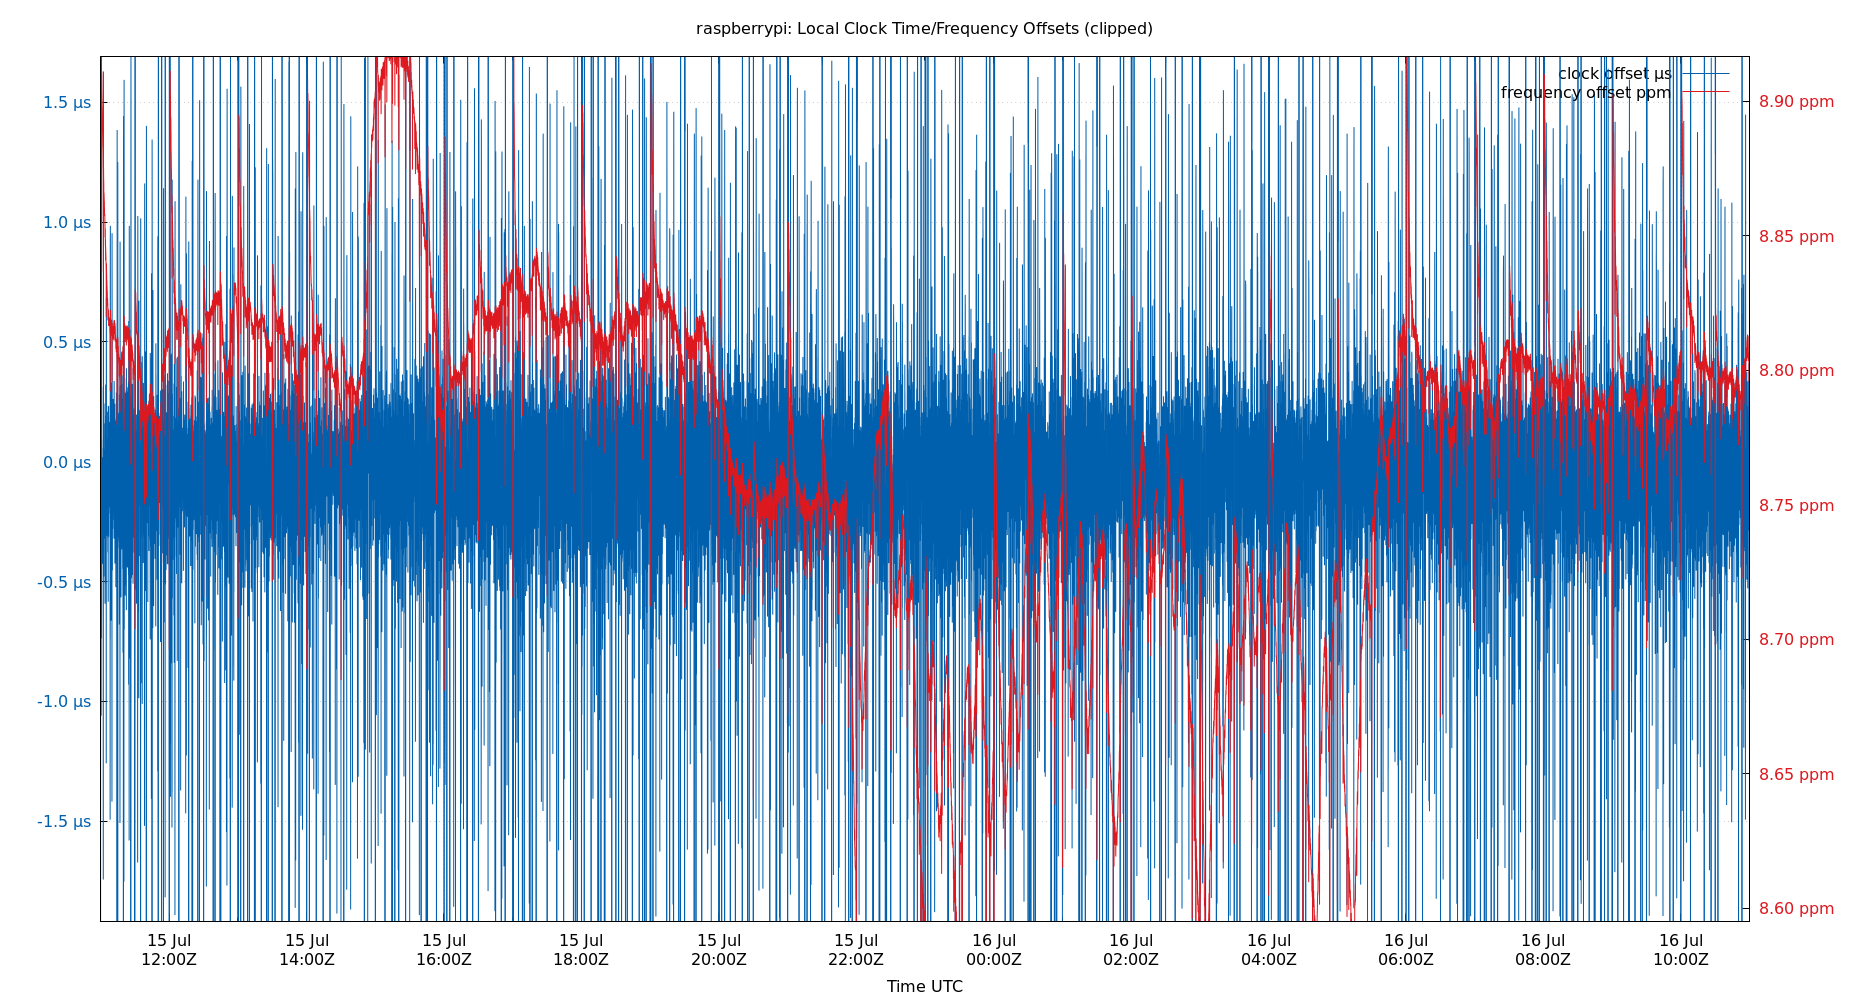 raspberrypi: Local Clock Time/Frequency Offsets (clipped)
clock offset µs
frequency offset ppm
1.5 µs
1.0 µs
0.5 µs
0.0 µs
-0.5 µs
-1.0 µs
-1.5 µs
8.90 ppm
8.85 ppm
8.80 ppm
8.75 ppm
8.70 ppm
8.65 ppm
8.60 ppm
15 Jul 15 Jul 15 Jul 15 Jul 15 Jul 15 Jul 16 Jul 16 Jul 16 Jul 16 Jul 16 Jul 16 Jul
12:00Z 14:00Z 16:00Z 18:00Z 20:00Z 22:00Z 00:00Z 02:00Z 04:00Z 06:00Z 08:00Z 10:00Z
Time UTC